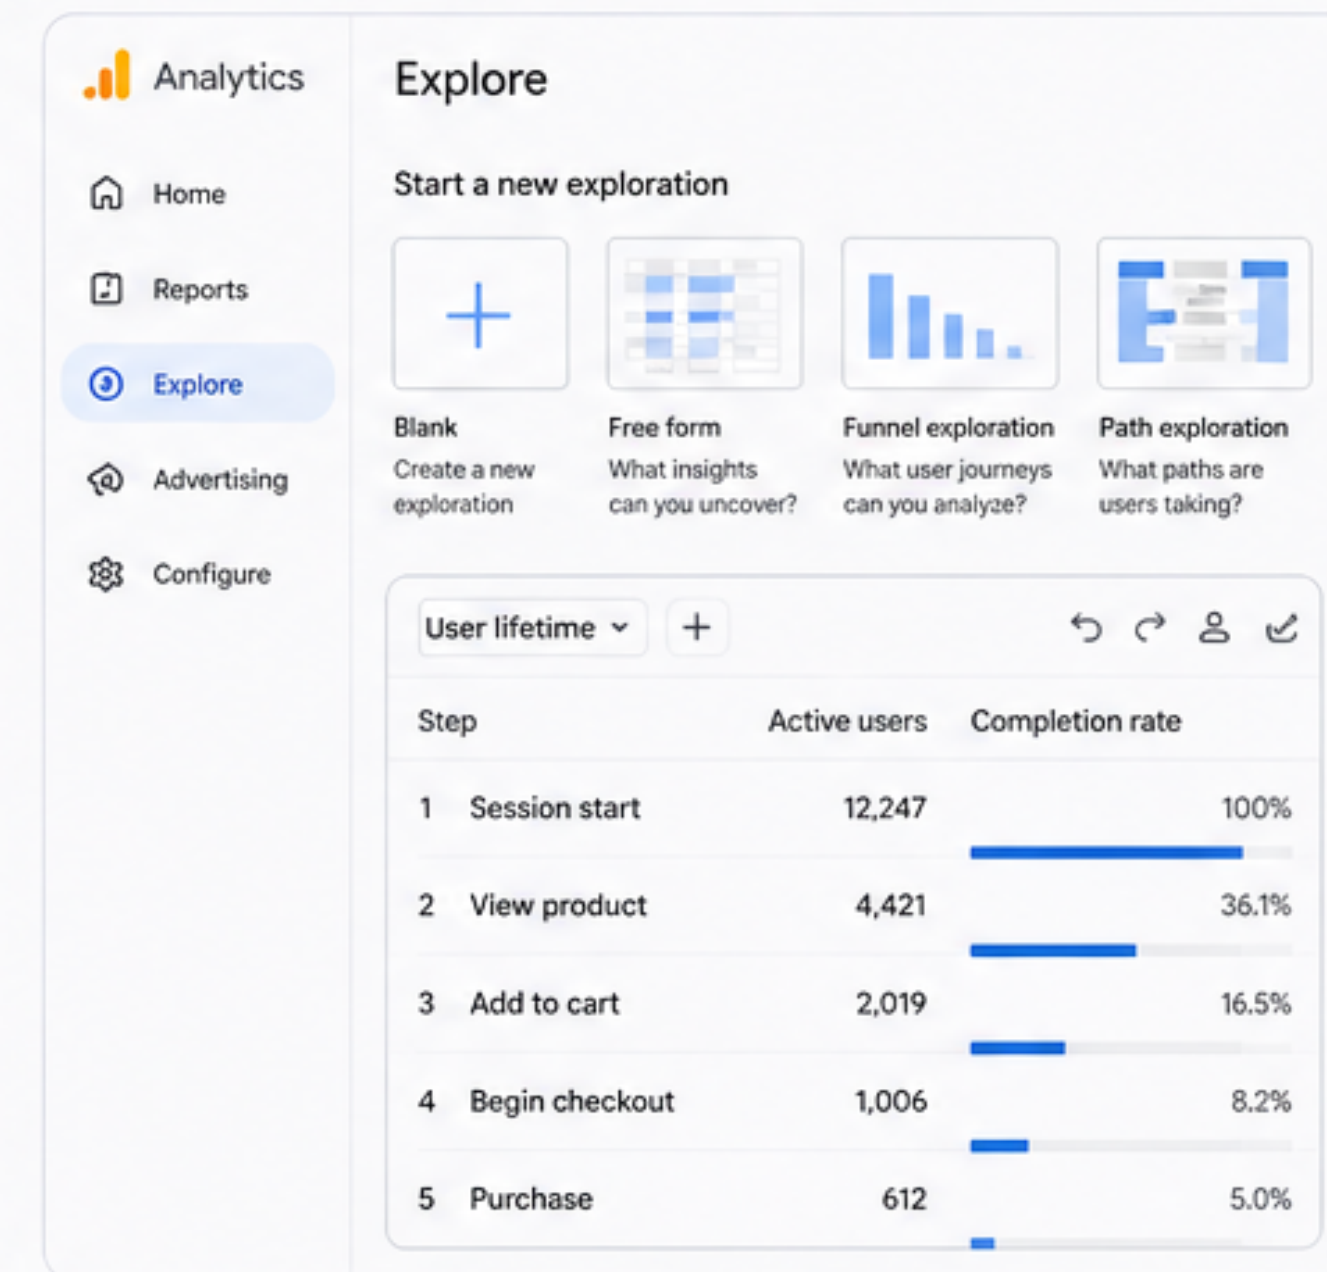 Analytics
Home
Reports
Explore
Advertising
Configure
Explore
Start a new exploration
Blank
Create a new
exploration
Free form
What insights
can you uncover?
Funnel exploration
What user journeys
can you analyze?
Path exploration
What paths are
users taking?
User lifetime
Step Active users Completion rate
1 Session start 12,247 100%
2 View product 4,421 36.1%
3 Add to cart 2,019 16.5%
4 Begin checkout 1,006 8.2%
5 Purchase 612 5.0%